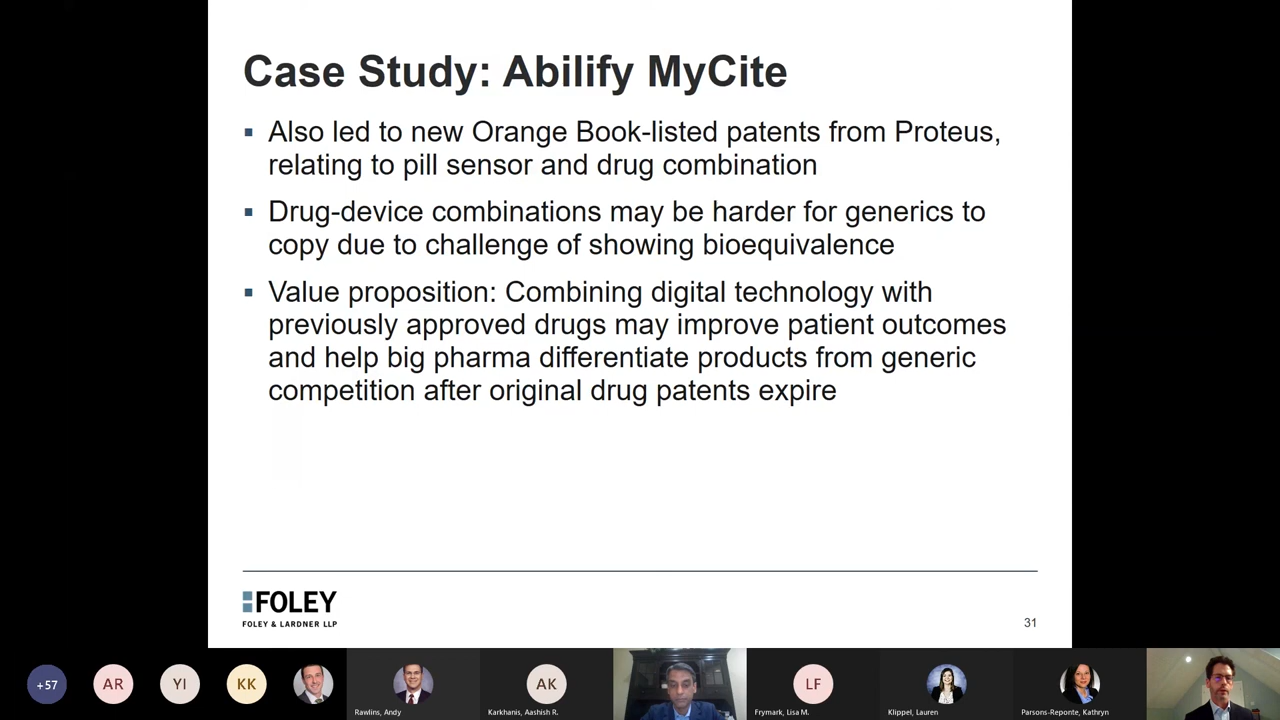 Case Study: Abilify MyCite
▪ Also led to new Orange Book-listed patents from Proteus,
relating to pill sensor and drug combination
▪ Drug-device combinations may be harder for generics to
copy due to challenge of showing bioequivalence
▪ Value proposition: Combining digital technology with
previously approved drugs may improve patient outcomes
and help big pharma differentiate products from generic
competition after original drug patents expire
FOLEY
FOLEY & LARDNER LLP
31
+57
AR
YI
KK
AK
LF
Rawlins, Andy
Karkhanis, Aashish R.
Frymark, Lisa M.
Klippel, Lauren
Parsons-Reponte, Kathryn